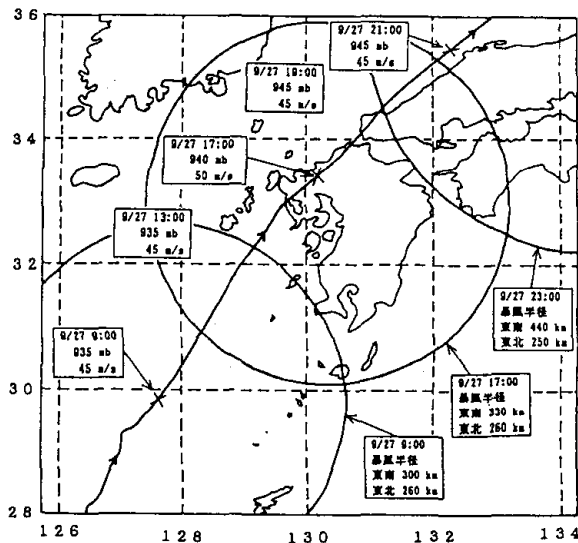 36
34
32
30
28
126
128
130
132
134
9/27 21:00
945 mb
45 m/s
9/27 19:00
945 mb
45 m/s
9/27 17:00
940 mb
50 m/s
9/27 13:00
935 mb
45 m/s
9/27 9:00
935 mb
45 m/s
9/27 23:00
暴風半径
東南 440 km
東北 250 km
9/27 17:00
暴風半径
東南 330 km
東北 260 km
9/27 9:00
暴風半径
東南 300 km
東北 260 km